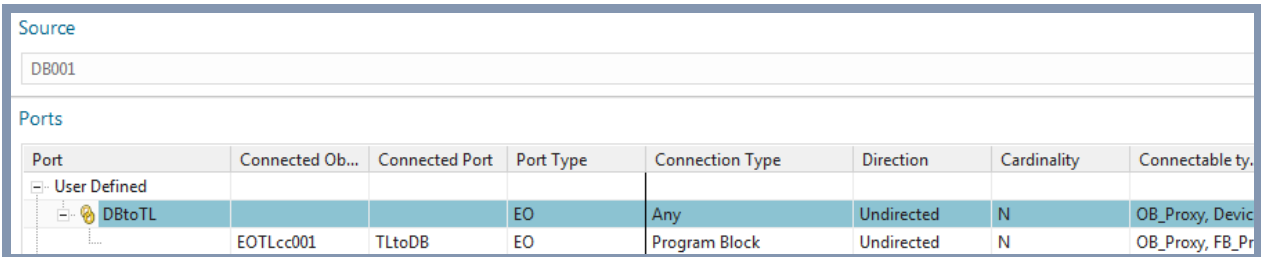 Source
DB001
Ports
Port Connected Ob... Connected Port Port Type Connection Type Direction Cardinality Connectable ty.
User Defined
DBtoTL EO Any Undirected N OB_Proxy, Devic
EOTLcc001 TLtoDB EO Program Block Undirected N OB_Proxy, FB_Pr